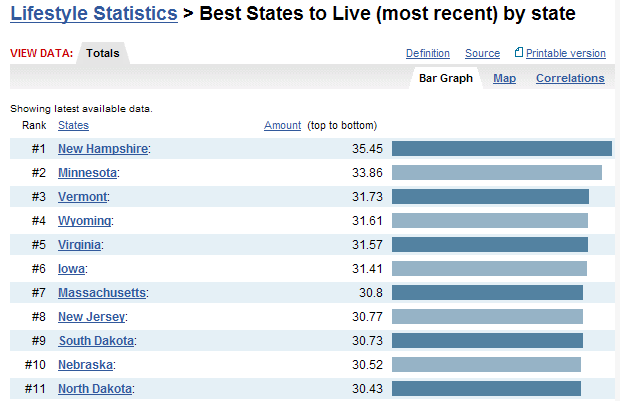 Lifestyle Statistics > Best States to Live (most recent) by state
VIEW DATA: Totals Definition Source Printable version
Bar Graph Map Correlations
Showing latest available data.
Rank States Amount (top to bottom)
#1 New Hampshire: 35.45
#2 Minnesota: 33.86
#3 Vermont: 31.73
#4 Wyoming: 31.61
#5 Virginia: 31.57
#6 Iowa: 31.41
#7 Massachusetts: 30.8
#8 New Jersey: 30.77
#9 South Dakota: 30.73
#10 Nebraska: 30.52
#11 North Dakota: 30.43